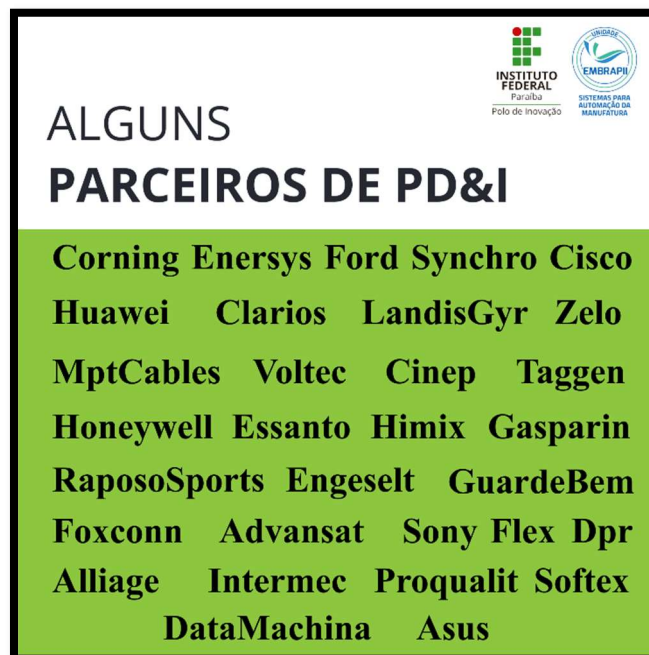 INSTITUTO
FEDERAL
Paraíba
Polo de Inovação
UNIDADE
EMBRAPII
SISTEMAS PARA
AUTOMAÇÃO DA
MANUFATURA
ALGUNS
PARCEIROS DE PD&I
Corning Enersys Ford Synchro Cisco
Huawei Clarios LandisGyr Zelo
MptCables Voltec Cinep Taggen
Honeywell Essanto Himix Gasparin
RaposoSports Engeselt GuardeBem
Foxconn Advansat Sony Flex Dpr
Alliage Intermec Proqualit Softex
DataMachina Asus